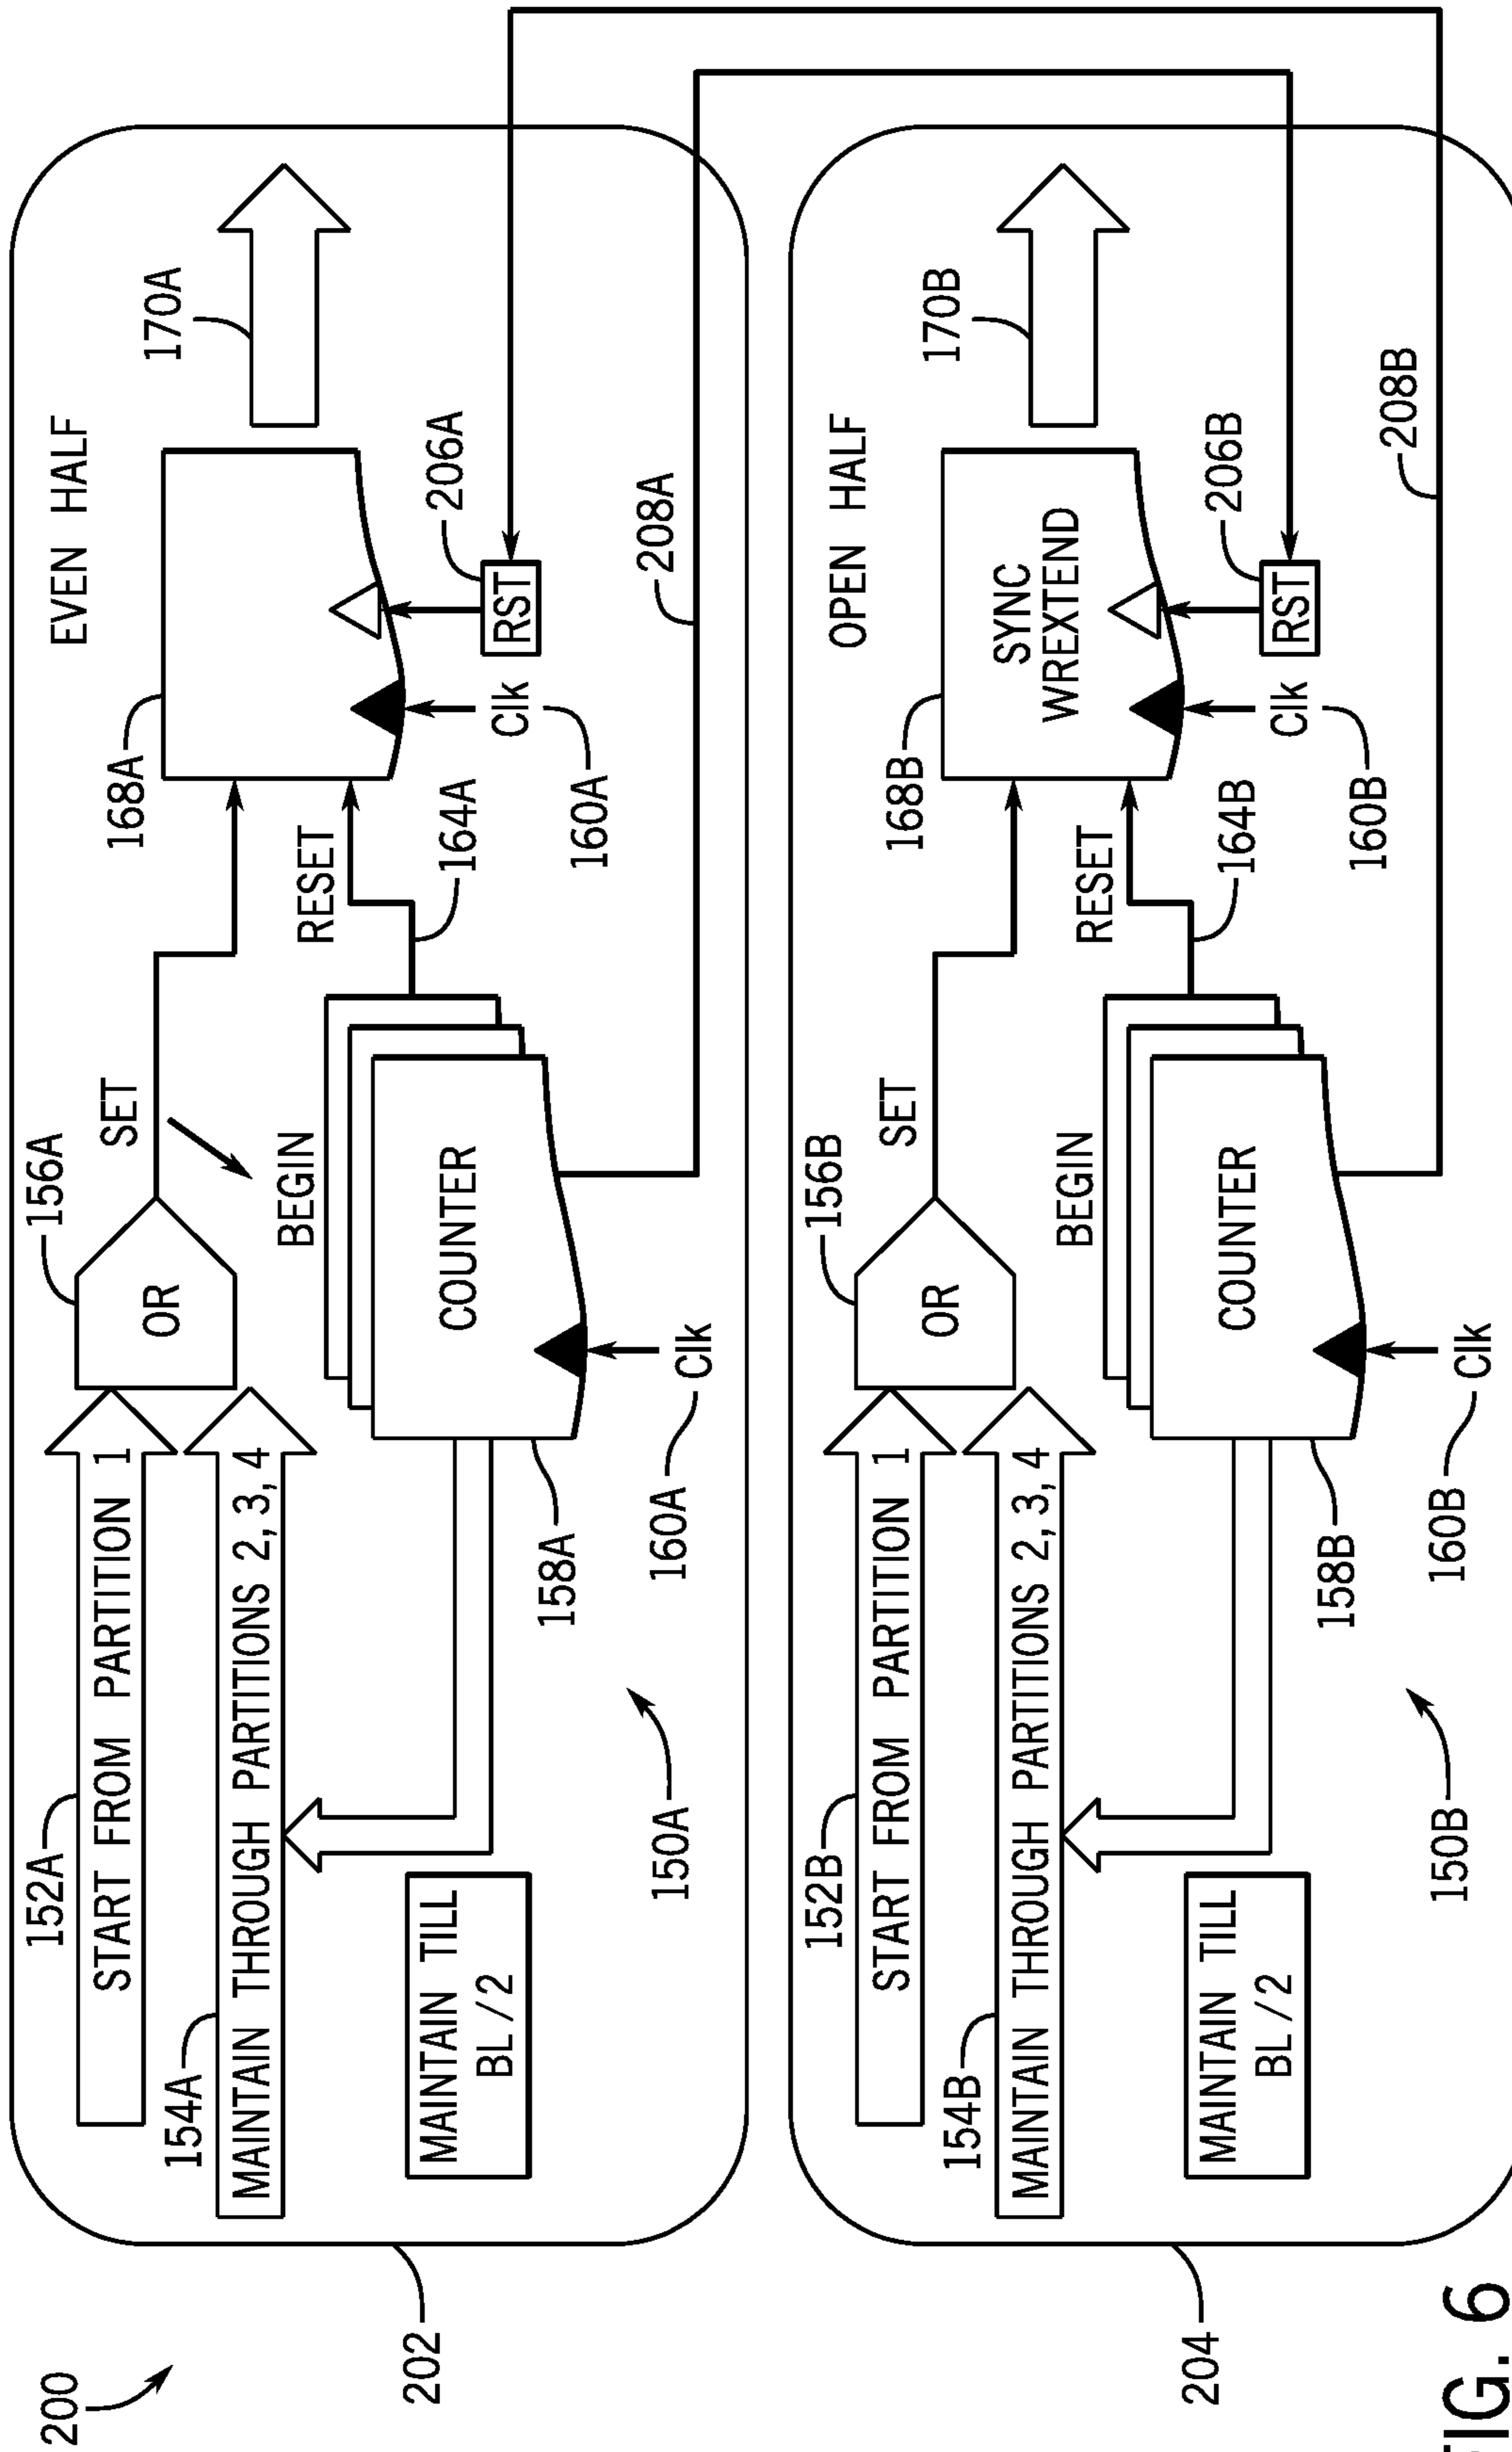 200
202
EVEN HALF
152A
START FROM PARTITION 1
154A
MAINTAIN THROUGH PARTITIONS 2, 3, 4
MAINTAIN TILL
BL/2
150A
156A
OR
SET
BEGIN
COUNTER
158A
Clk
160A
RESET
164A
168A
Clk
160A
RST
206A
208A
170A
204
OPEN HALF
152B
START FROM PARTITION 1
154B
MAINTAIN THROUGH PARTITIONS 2, 3, 4
MAINTAIN TILL
BL/2
150B
156B
OR
SET
BEGIN
COUNTER
158B
Clk
160B
RESET
164B
168B
SYNC
WREXTEND
Clk
160B
RST
206B
208B
170B
FIG. 6